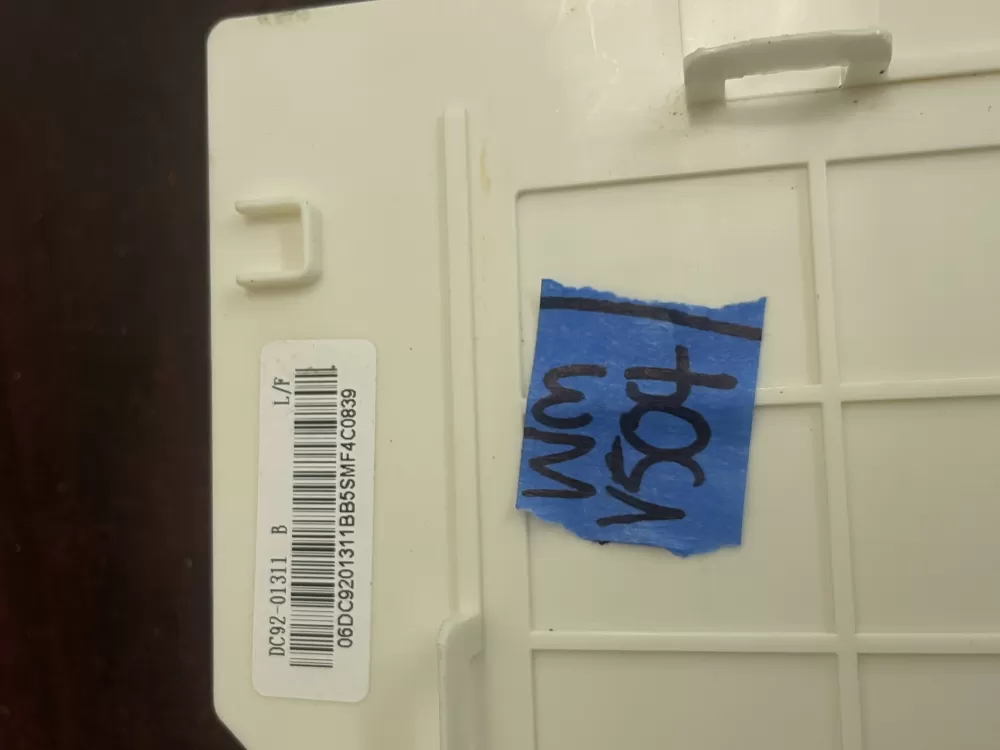 DC92-01311 B L/F
06DC9201311BB5SMF4C0839
WM
V504